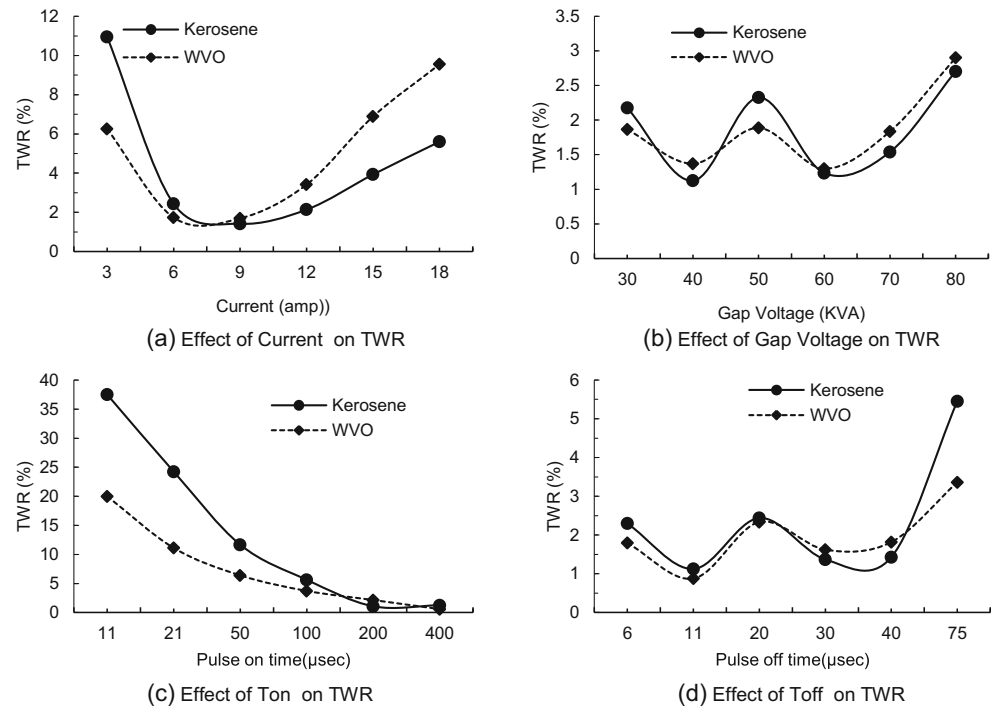 12
10
8
6
4
2
0
TWR (%)
Kerosene
WVO
3 6 9 12 15 18
Current (amp))
(a) Effect of Current on TWR
3.5
3
2.5
2
1.5
1
0.5
0
TWR (%)
Kerosene
WVO
30 40 50 60 70 80
Gap Voltage (KVA)
(b) Effect of Gap Voltage on TWR
40
35
30
25
20
15
10
5
0
TWR (%)
Kerosene
WVO
11 21 50 100 200 400
Pulse on time(μsec)
(c) Effect of Ton on TWR
6
5
4
3
2
1
0
TWR (%)
Kerosene
WVO
6 11 20 30 40 75
Pulse off time(μsec)
(d) Effect of Toff on TWR